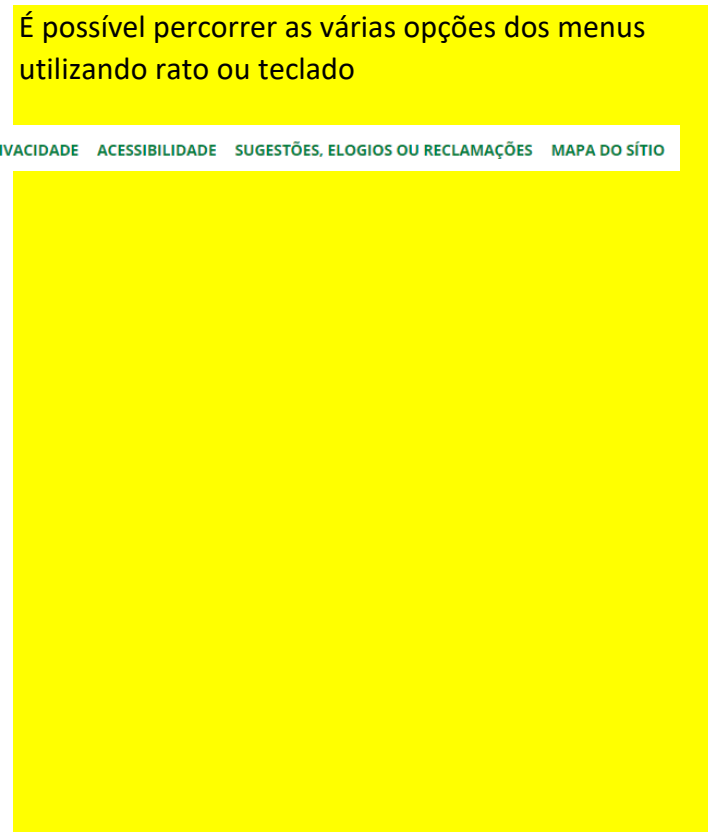 É possível percorrer as várias opções dos menus
utilizando rato ou teclado
IVACIDADE ACESSIBILIDADE SUGESTÕES, ELOGIOS OU RECLAMAÇÕES MAPA DO SÍTIO